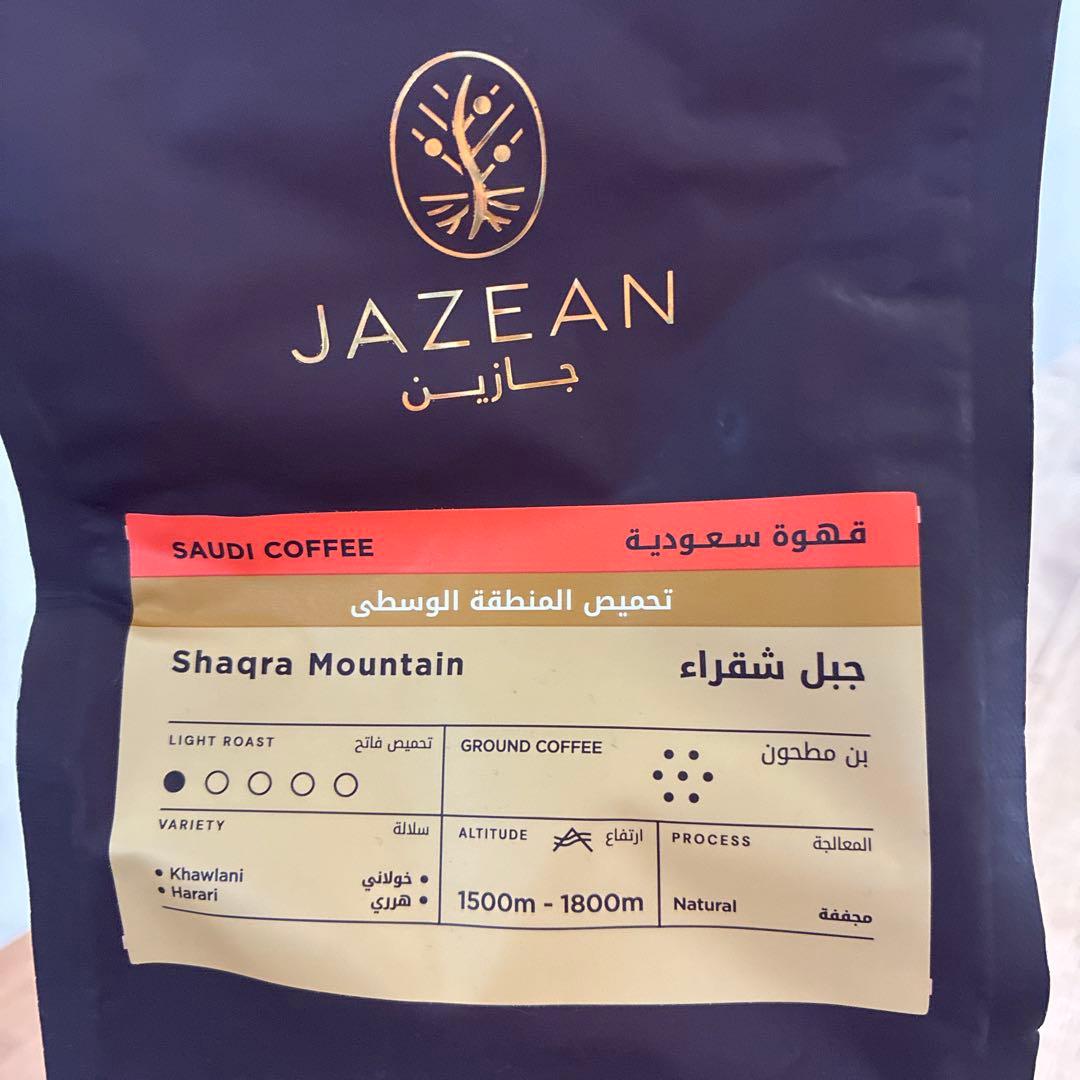 JAZEAN
جازين
SAUDI COFFEE قهوة سعودية
تحميص المنطقة الوسطى
Shaqra Mountain جبل شقراء
LIGHT ROAST تحميص فاتح
GROUND COFFEE بن مطحون
VARIETY سلالة
• Khawlani • خولاني
• Harari • هرري
ALTITUDE ارتفاع
1500m - 1800m
PROCESS المعالجة
Natural مجففة